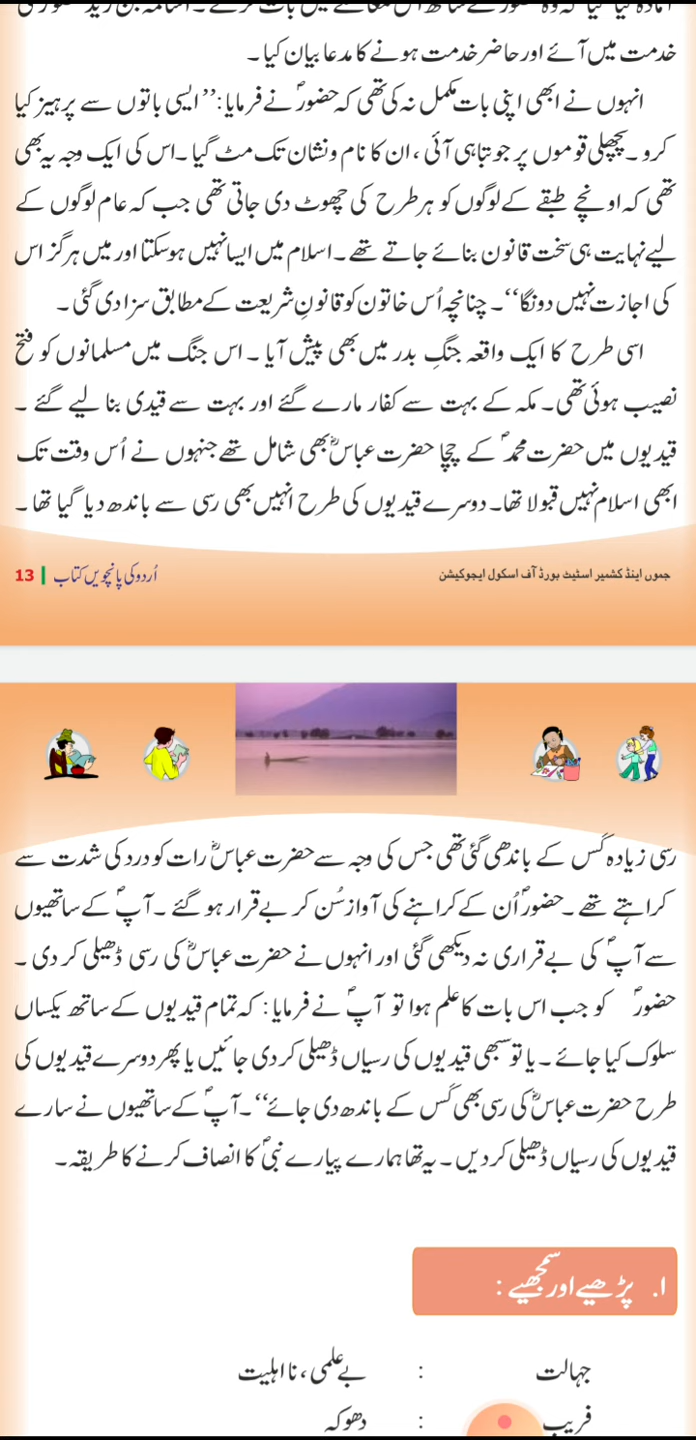 خدمت میں آئے اور حاضر خدمت ہونے کا مدعا بیان کیا۔
انہوں نے ابھی اپنی بات مکمل نہ کی تھی کہ حضورؐ نے فرمایا: ’’ایسی باتوں سے پرہیز کیا
کرو۔ پچھلی قوموں پر جو تباہی آئی، ان کا نام و نشان تک مٹ گیا۔ اس کی ایک وجہ یہ بھی
تھی کہ اونچے طبقے کے لوگوں کو ہر طرح کی چھوٹ دی جاتی تھی جب کہ عام لوگوں کے
لیے نہایت ہی سخت قانون بنائے جاتے تھے۔ اسلام میں ایسا نہیں ہو سکتا اور میں ہرگز اس
کی اجازت نہیں دونگا‘‘۔ چنانچہ اُس خاتون کو قانونِ شریعت کے مطابق سزا دی گئی۔
اسی طرح کا ایک واقعہ جنگِ بدر میں بھی پیش آیا۔ اس جنگ میں مسلمانوں کو فتح
نصیب ہوئی تھی۔ مکہ کے بہت سے کفار مارے گئے اور بہت سے قیدی بنا لیے گئے۔
قیدیوں میں حضرت محمدؐ کے چچا حضرت عباسؓ بھی شامل تھے جنہوں نے اُس وقت تک
ابھی اسلام نہیں قبولا تھا۔ دوسرے قیدیوں کی طرح انہیں بھی رسی سے باندھ دیا گیا تھا۔
جموں اینڈ کشمیر اسٹیٹ بورڈ آف اسکول ایجوکیشن
اُردو کی پانچویں کتاب | 13
رسی زیادہ کَس کے باندھی گئی تھی جس کی وجہ سے حضرت عباسؓ رات کو درد کی شدت سے
کراہتے تھے۔ حضورؐ اُن کے کراہنے کی آواز سُن کر بے قرار ہو گئے۔ آپؐ کے ساتھیوں
سے آپؐ کی بے قراری نہ دیکھی گئی اور انہوں نے حضرت عباسؓ کی رسی ڈھیلی کر دی۔
حضورؐ کو جب اس بات کا علم ہوا تو آپؐ نے فرمایا: کہ تمام قیدیوں کے ساتھ یکساں
سلوک کیا جائے۔ یا تو سبھی قیدیوں کی رسیاں ڈھیلی کر دی جائیں یا پھر دوسرے قیدیوں کی
طرح حضرت عباسؓ کی رسی بھی کَس کے باندھ دی جائے‘‘۔ آپؐ کے ساتھیوں نے سارے
قیدیوں کی رسیاں ڈھیلی کر دیں۔ یہ تھا ہمارے پیارے نبیؐ کا انصاف کرنے کا طریقہ۔
۱. پڑھیے اور سمجھیے:
جہالت : بے علمی، نااہلیت
فریب : دھوکہ